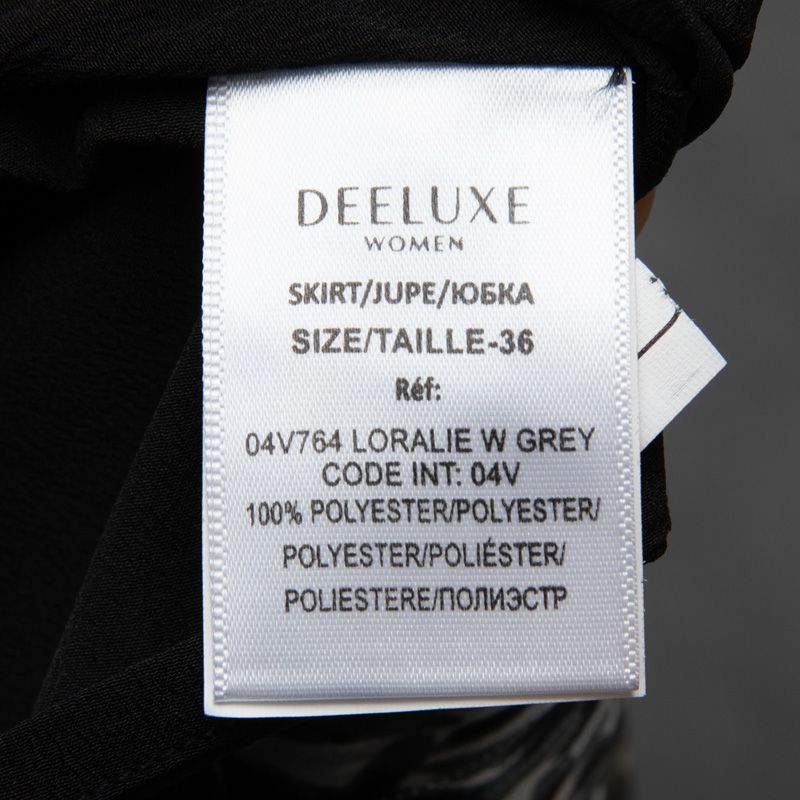 DEELUXE
WOMEN
SKIRT/JUPE/ЮБКА
SIZE/TAILLE-36
Réf:
04V764 LORALIE W GREY
CODE INT: 04V
100% POLYESTER/POLYESTER/
POLYESTER/POLIÉSTER/
POLIESTERE/ПОЛИЭСТР